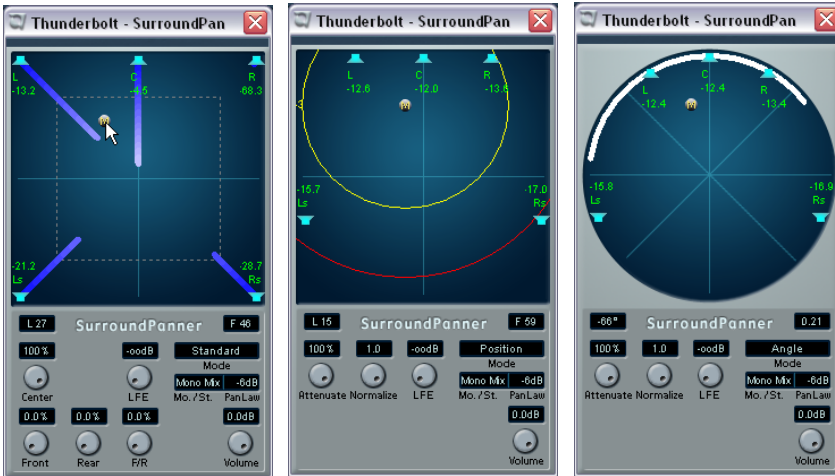 Thunderbolt - SurroundPan
L C R
-13.2 -4.5 -68.3
-21.2 -28.7
Ls Rs
L 27 SurroundPanner F 46
100% -oodB Standard
Mode
Mono Mix -6dB
Center LFE Mo./St. PanLaw
0.0% 0.0% 0.0% 0.0dB
Front Rear F/R Volume
Thunderbolt - SurroundPan
L C R
-12.6 -12.0 -13.6
-15.7 -17.0
Ls Rs
L 15 SurroundPanner F 59
100% 1.0 -oodB Position
Mode
Mono Mix -6dB
Attenuate Normalize LFE Mo./St. PanLaw
0.0dB
Volume
Thunderbolt - SurroundPan
L C R
-12.4 -12.4 -13.4
-15.8 -16.9
Ls Rs
-66° SurroundPanner 0.21
100% 1.0 -oodB Angle
Mode
Mono Mix -6dB
Attenuate Normalize LFE Mo./St. PanLaw
0.0dB
Volume